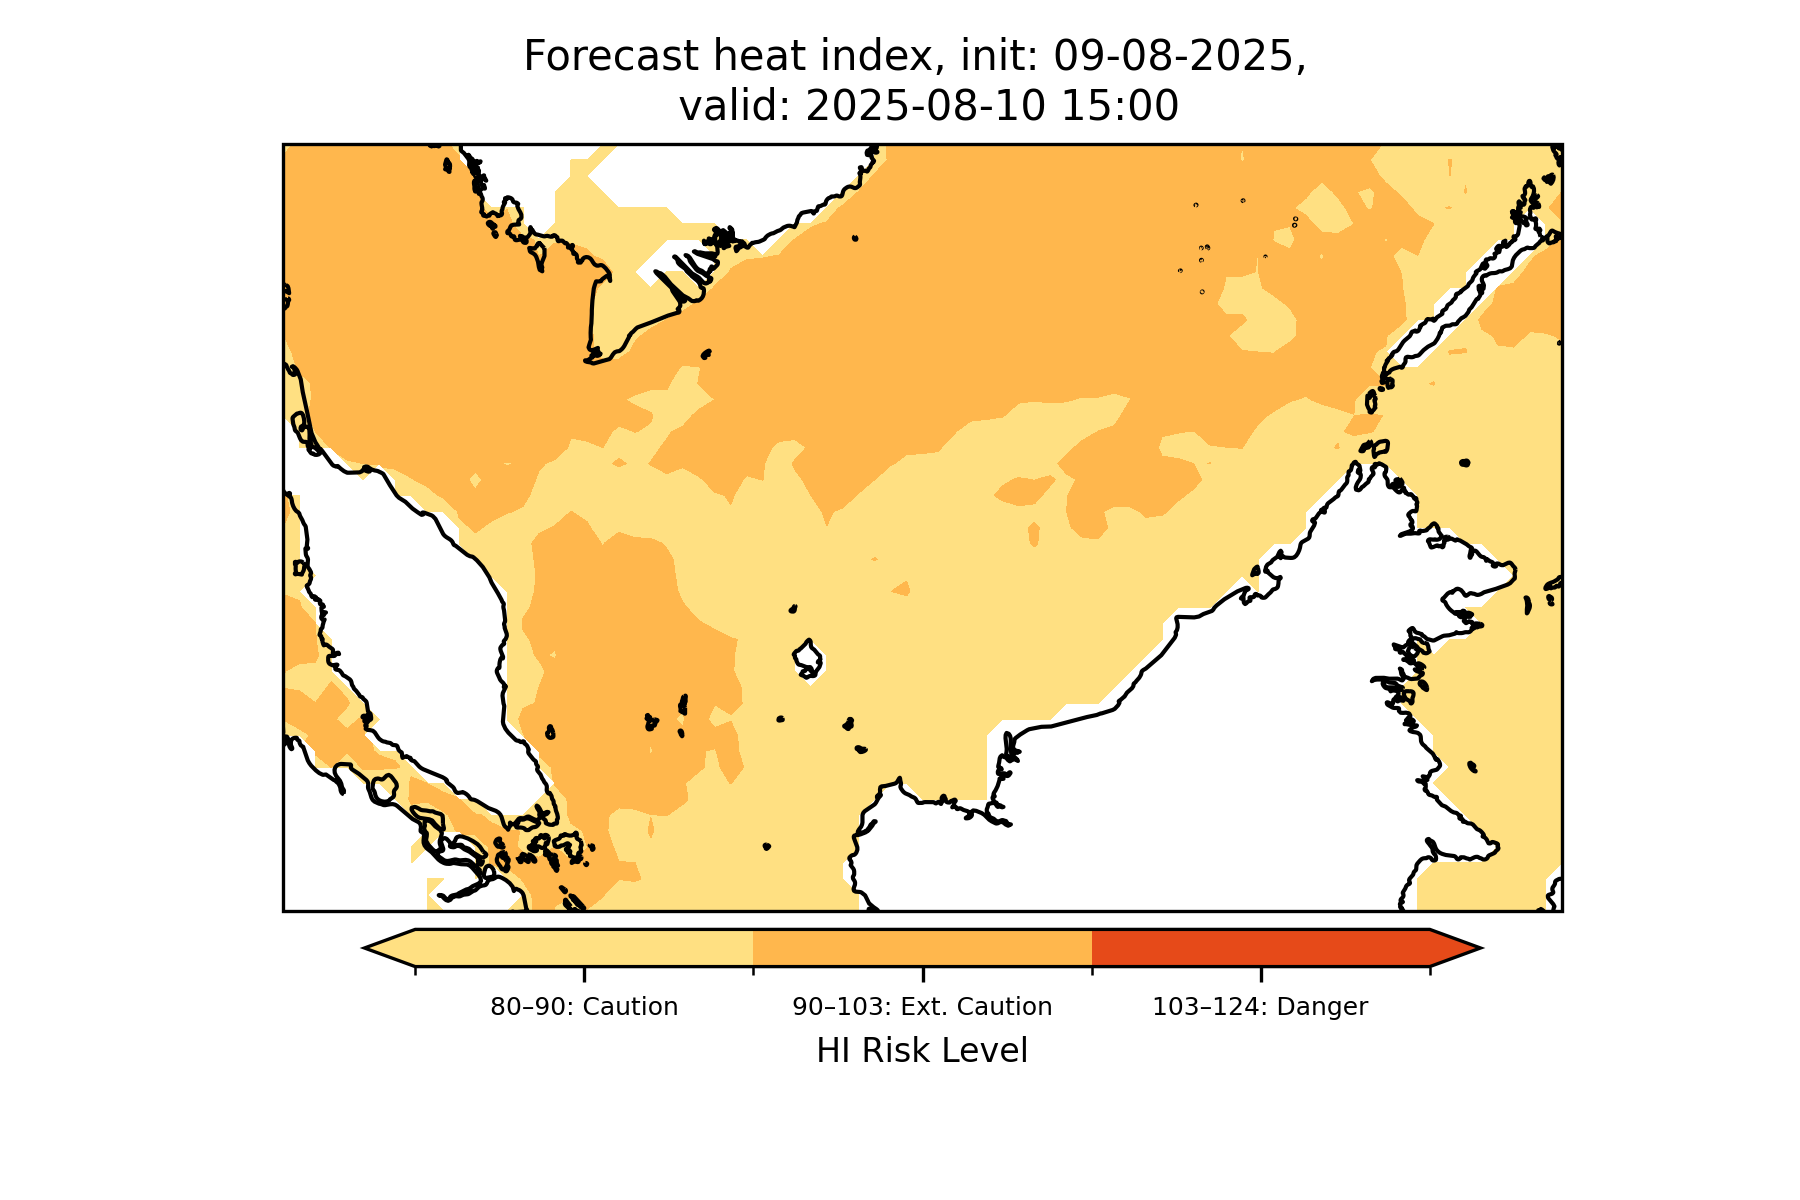 Forecast heat index, init: 09-08-2025,
valid: 2025-08-10 15:00
80–90: Caution
90–103: Ext. Caution
103–124: Danger
HI Risk Level